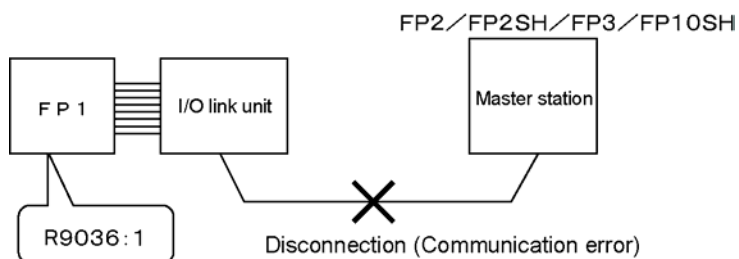 FP2／FP2SH／FP3／FP10SH
FP1
I/O link unit
Master station
R9036:1
Disconnection (Communication error)